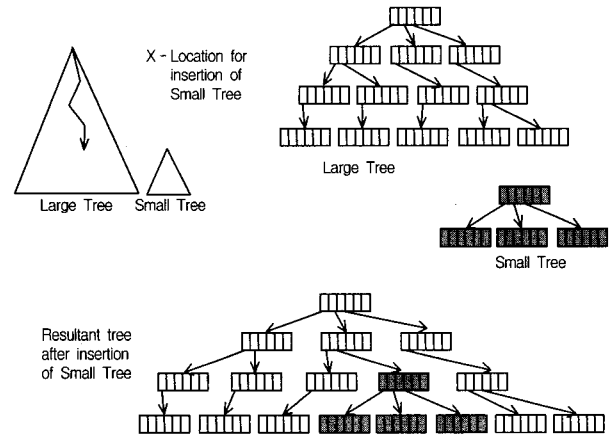 X - Location for
insertion of
Small Tree
Large Tree
Small Tree
Large Tree
Small Tree
Resultant tree
after insertion
of Small Tree